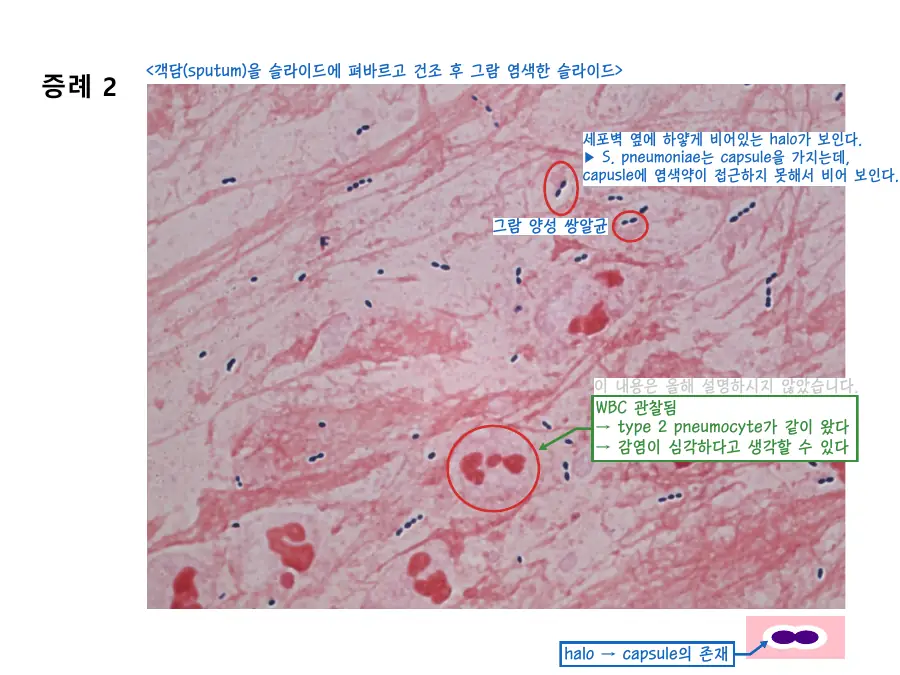 증례 2
<객담(sputum)을 슬라이드에 펴바르고 건조 후 그람 염색한 슬라이드>
세포벽 옆에 하얗게 비어있는 halo가 보인다.
▶ S. pneumoniae는 capsule을 가지는데,
capusle에 염색약이 접근하지 못해서 비어 보인다.
그람 양성 쌍알균
이 내용은 올해 설명하시지 않았습니다.
WBC 관찰됨
→ type 2 pneumocyte가 같이 왔다
→ 감염이 심각하다고 생각할 수 있다
halo → capsule의 존재